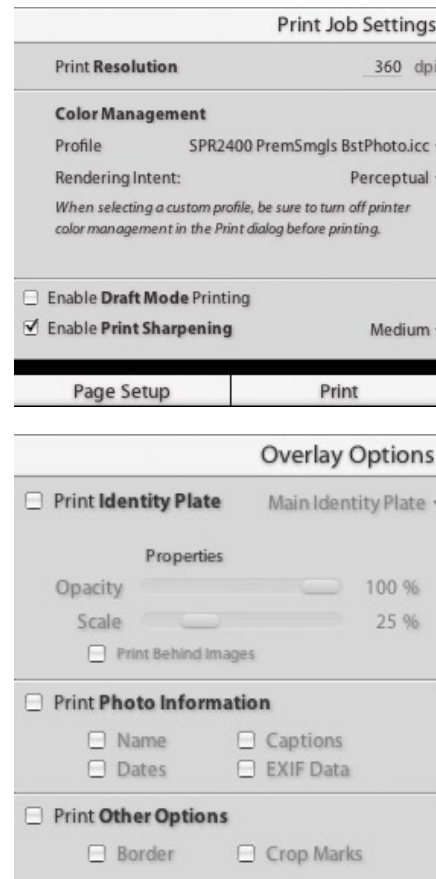 Print Job Settings
Print Resolution 360 dpi
Color Management
Profile SPR2400 PremSmgls BstPhoto.icc
Rendering Intent: Perceptual
When selecting a custom profile, be sure to turn off printer
color management in the Print dialog before printing.
Enable Draft Mode Printing
Enable Print Sharpening Medium
Page Setup Print
Overlay Options
Print Identity Plate Main Identity Plate
Properties
Opacity 100 %
Scale 25 %
Print Behind Images
Print Photo Information
Name Captions
Dates EXIF Data
Print Other Options
Border Crop Marks